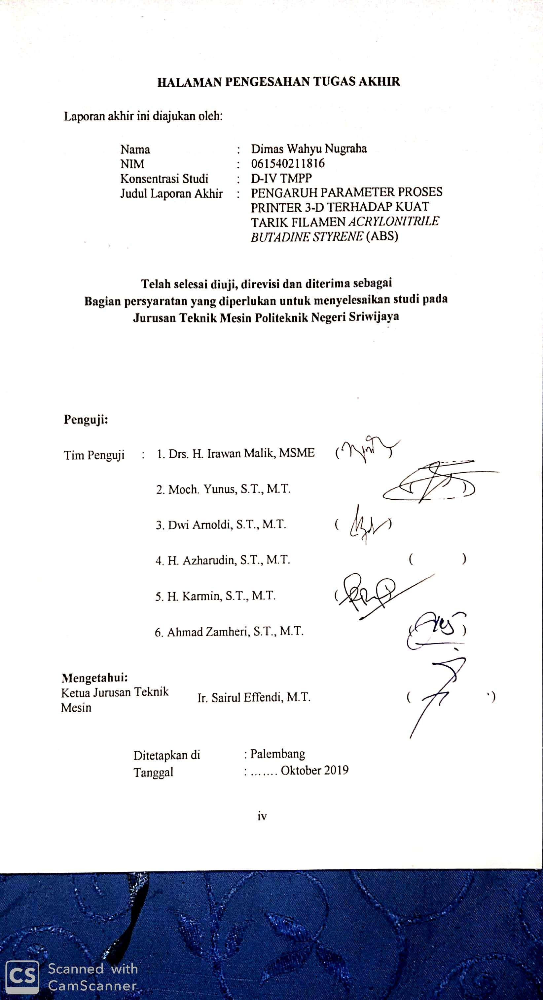 HALAMAN PENGESAHAN TUGAS AKHIR
Laporan akhir ini diajukan oleh:
Nama : Dimas Wahyu Nugraha
NIM : 061540211816
Konsentrasi Studi : D-IV TMPP
Judul Laporan Akhir : PENGARUH PARAMETER PROSES
PRINTER 3-D TERHADAP KUAT
TARIK FILAMEN ACRYLONITRILE
BUTADINE STYRENE (ABS)
Telah selesai diuji, direvisi dan diterima sebagai
Bagian persyaratan yang diperlukan untuk menyelesaikan studi pada
Jurusan Teknik Mesin Politeknik Negeri Sriwijaya
Penguji:
Tim Penguji : 1. Drs. H. Irawan Malik, MSME ( )
2. Moch. Yunus, S.T., M.T. )
3. Dwi Arnoldi, S.T., M.T. ( )
4. H. Azharudin, S.T., M.T. ( )
5. H. Karmin, S.T., M.T. (
6. Ahmad Zamheri, S.T., M.T. ( )
Mengetahui:
Ketua Jurusan Teknik
Mesin
Ir. Sairul Effendi, M.T. ( )
Ditetapkan di : Palembang
Tanggal : ....... Oktober 2019
iv
CS
Scanned with
CamScanner